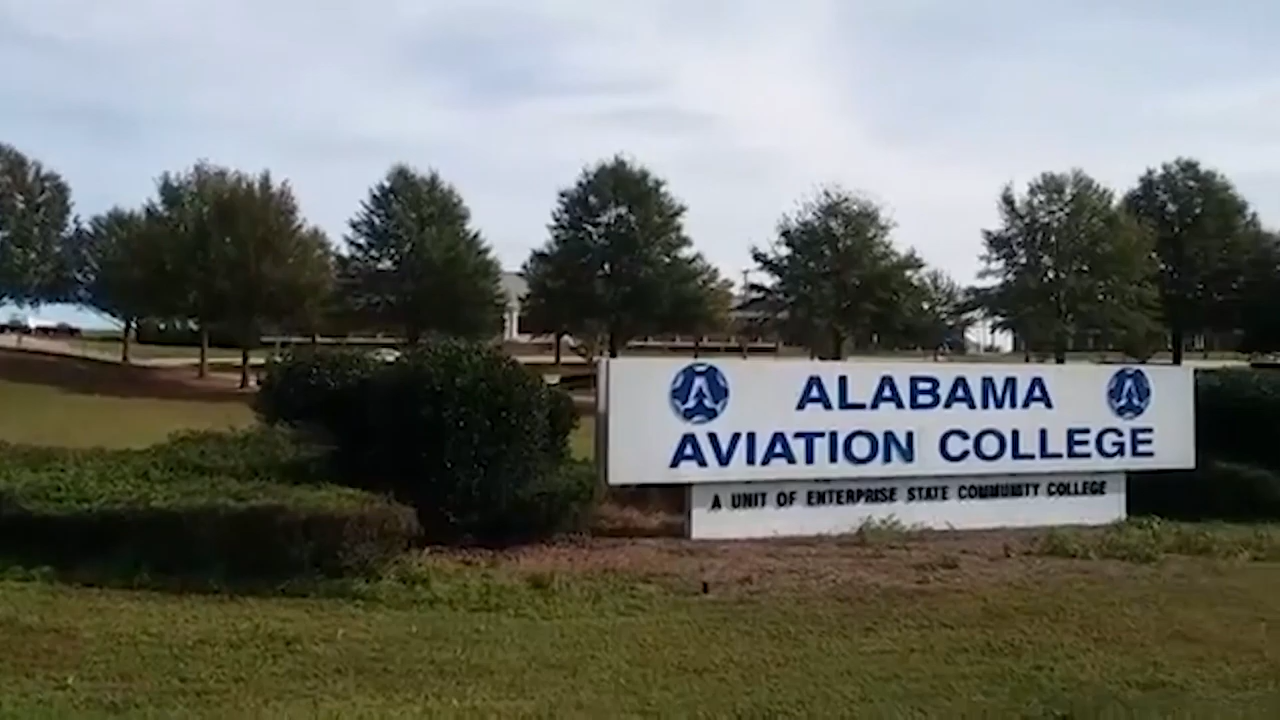 ALABAMA
AVIATION COLLEGE
A UNIT OF ENTERPRISE STATE COMMUNITY COLLEGE